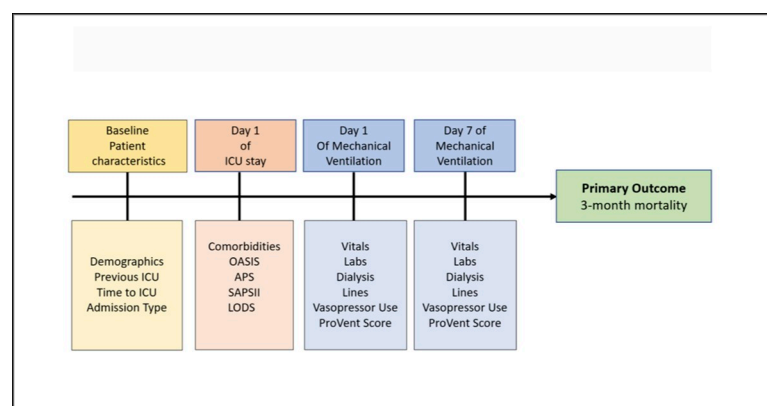 Baseline
Patient
characteristics
Day 1
of
ICU stay
Day 1
Of Mechanical
Ventilation
Day 7 of
Mechanical
Ventilation
Primary Outcome
3-month mortality
Demographics
Previous ICU
Time to ICU
Admission Type
Comorbidities
OASIS
APS
SAPSII
LODS
Vitals
Labs
Dialysis
Lines
Vasopressor Use
ProVent Score
Vitals
Labs
Dialysis
Lines
Vasopressor Use
ProVent Score